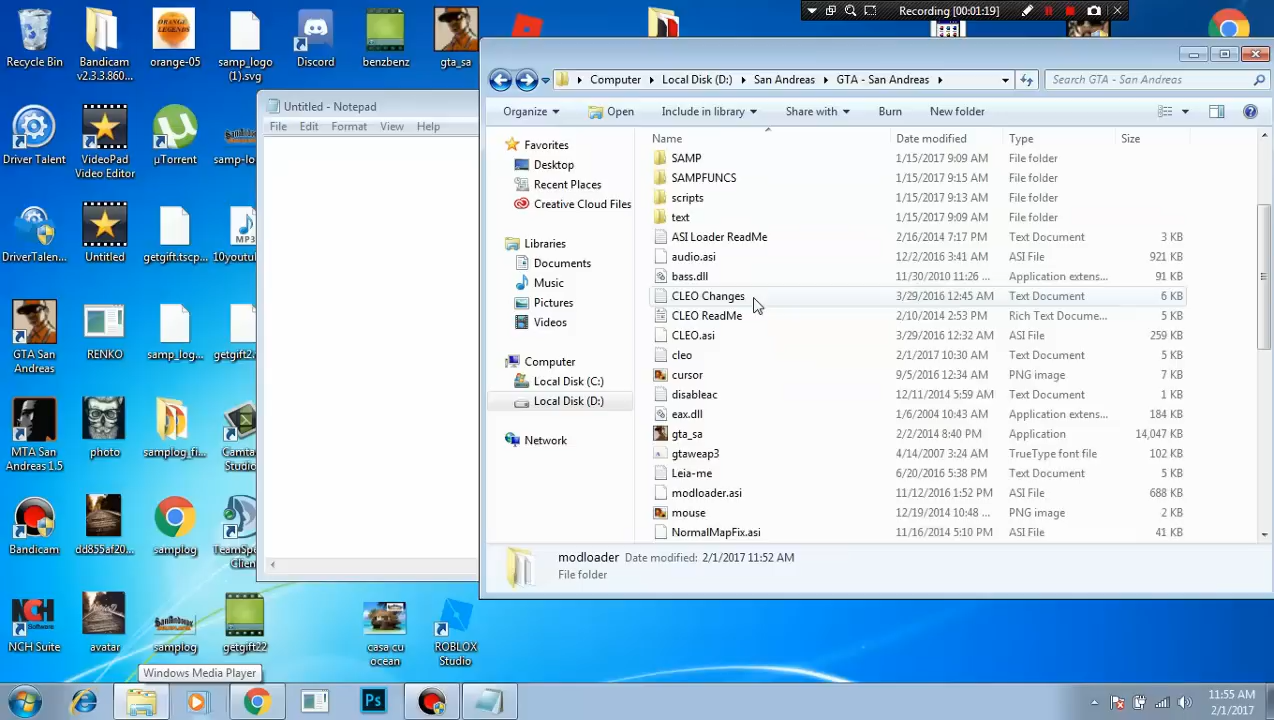 Recording [00:01:19]
Recycle Bin
Bandicam
v2.3.3.860...
orange-05
samp_logo
(1).svg
Discord
benzbenz
gta_sa
Driver Talent
VideoPad
Video Editor
µTorrent
samp-lo
DriverTalen...
Untitled
getgift.tscp...
10youtu
MP3
GTA San
Andreas
RENKO
samp_log...
getgift2.
MTA San
Andreas 1.5
photo
samplog_fi...
Camta
Studio
Bandicam
dd855af20...
samplog
TeamSpe
Clien
NCH Suite
avatar
samplog
getgift22
casa cu
ocean
ROBLOX
Studio
Untitled - Notepad
File Edit Format View Help
Computer Local Disk (D:) San Andreas GTA - San Andreas
Search GTA - San Andreas
Organize Open Include in library Share with Burn New folder
Favorites
Desktop
Recent Places
Creative Cloud Files
Libraries
Documents
Music
Pictures
Videos
Computer
Local Disk (C:)
Local Disk (D:)
Network
Name Date modified Type Size
SAMP 1/15/2017 9:09 AM File folder
SAMPFUNCS 1/15/2017 9:15 AM File folder
scripts 1/15/2017 9:13 AM File folder
text 1/15/2017 9:09 AM File folder
ASI Loader ReadMe 2/16/2014 7:17 PM Text Document 3 KB
audio.asi 12/2/2016 3:41 AM ASI File 921 KB
bass.dll 11/30/2010 11:26 ... Application extens... 91 KB
CLEO Changes 3/29/2016 12:45 AM Text Document 6 KB
CLEO ReadMe 2/10/2014 2:53 PM Rich Text Docume... 5 KB
CLEO.asi 3/29/2016 12:32 AM ASI File 259 KB
cleo 2/1/2017 10:30 AM Text Document 5 KB
cursor 9/5/2016 12:34 AM PNG image 7 KB
disableac 12/11/2014 5:59 AM Text Document 1 KB
eax.dll 1/6/2004 10:43 AM Application extens... 184 KB
gta_sa 2/2/2014 8:40 PM Application 14,047 KB
gtaweap3 4/14/2007 3:24 AM TrueType font file 102 KB
Leia-me 6/20/2016 5:38 PM Text Document 5 KB
modloader.asi 11/12/2016 1:52 PM ASI File 688 KB
mouse 12/19/2014 10:48 ... PNG image 2 KB
NormalMapFix.asi 11/16/2014 5:10 PM ASI File 41 KB
modloader Date modified: 2/1/2017 11:52 AM
File folder
Windows Media Player
Ps
11:55 AM
2/1/2017